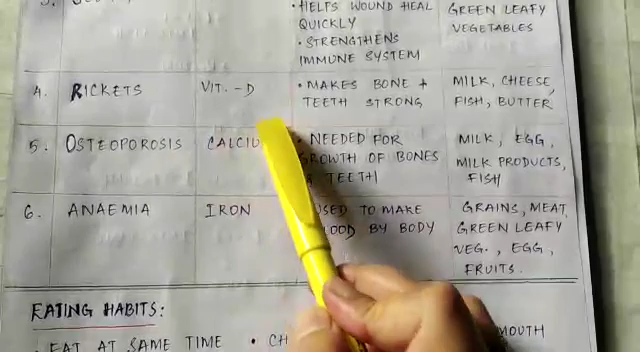 • HELPS WOUND HEAL
QUICKLY
• STRENGTHENS
IMMUNE SYSTEM
GREEN LEAFY
VEGETABLES
4. RICKETS
VIT. - D
• MAKES BONE +
TEETH STRONG
MILK, CHEESE,
FISH, BUTTER
5. OSTEOPOROSIS
• NEEDED FOR
GROWTH OF BONES
TEETH
MILK, EGG,
MILK PRODUCTS,
FISH
6. ANAEMIA
IRON
USED TO MAKE
BLOOD BY BODY
GRAINS, MEAT,
GREEN LEAFY
VEG., EGG,
FRUITS.
EATING HABITS:
• EAT AT SAME TIME •
MOUTH